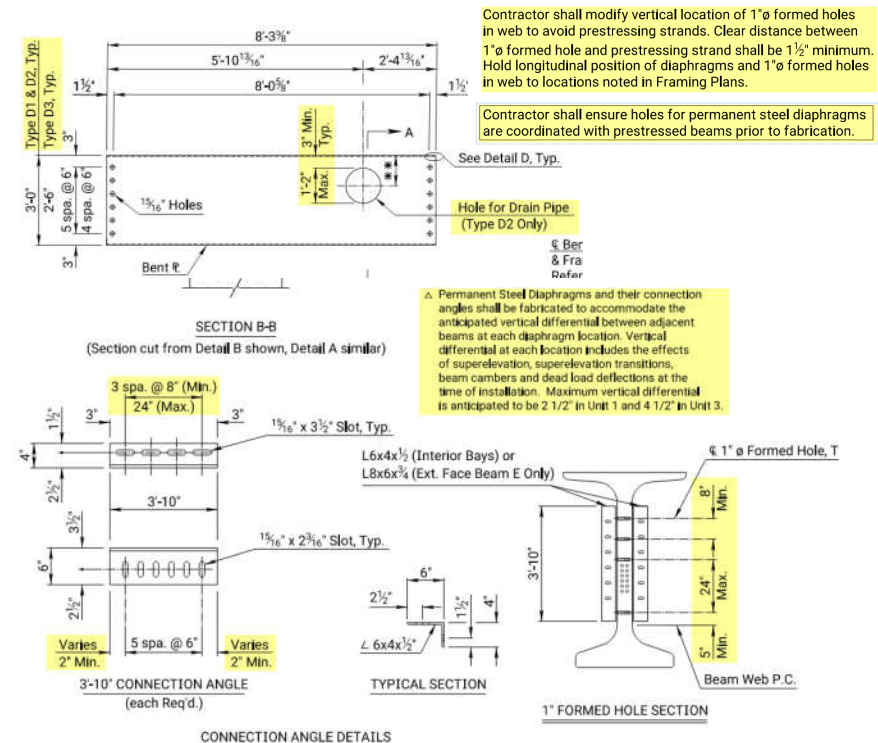 Contractor shall modify vertical location of 1"ø formed holes
in web to avoid prestressing strands. Clear distance between
1"ø formed hole and prestressing strand shall be 1½" minimum.
Hold longitudinal position of diaphragms and 1"ø formed holes
in web to locations noted in Framing Plans.
Contractor shall ensure holes for permanent steel diaphragms
are coordinated with prestressed beams prior to fabrication.
8'-3⅜"
5'-10¹³⁄₁₆"
2'-4¹³⁄₁₆"
1½"
8'-0⅝"
1½"
Type D1 & D2, Typ.
Type D3, Typ.
3"
3" Min.
Typ.
A
See Detail D, Typ.
3'-0"
2'-6"
5 spa. @ 6"
4 spa. @ 6"
¹⁵⁄₁₆" Holes
1'-2"
Max.
**
Hole for Drain Pipe
(Type D2 Only)
3"
Bent ℞
℄ Ber
& Fra
Refer
SECTION B-B
(Section cut from Detail B shown, Detail A similar)
△ Permanent Steel Diaphragms and their connection
angles shall be fabricated to accommodate the
anticipated vertical differential between adjacent
beams at each diaphragm location. Vertical
differential at each location includes the effects
of superelevation, superelevation transitions,
beam cambers and dead load deflections at the
time of installation. Maximum vertical differential
is anticipated to be 2 1/2" in Unit 1 and 4 1/2" in Unit 3.
3 spa. @ 8" (Min.)
24" (Max.)
3"
3"
1½"
4"
2½"
¹⁵⁄₁₆" x 3½" Slot, Typ.
3'-10"
3½"
6"
2½"
¹⁵⁄₁₆" x 2³⁄₁₆" Slot, Typ.
Varies
2" Min.
5 spa. @ 6"
Varies
2" Min.
3'-10" CONNECTION ANGLE
(each Req'd.)
L6x4x½ (Interior Bays) or
L8x6x¾ (Ext. Face Beam E Only)
6"
2½"
1½"
4"
∠ 6x4x½"
TYPICAL SECTION
℄ 1" ø Formed Hole, T
8"
Min.
3'-10"
24"
Max.
5"
Min.
Beam Web P.C.
1" FORMED HOLE SECTION
CONNECTION ANGLE DETAILS